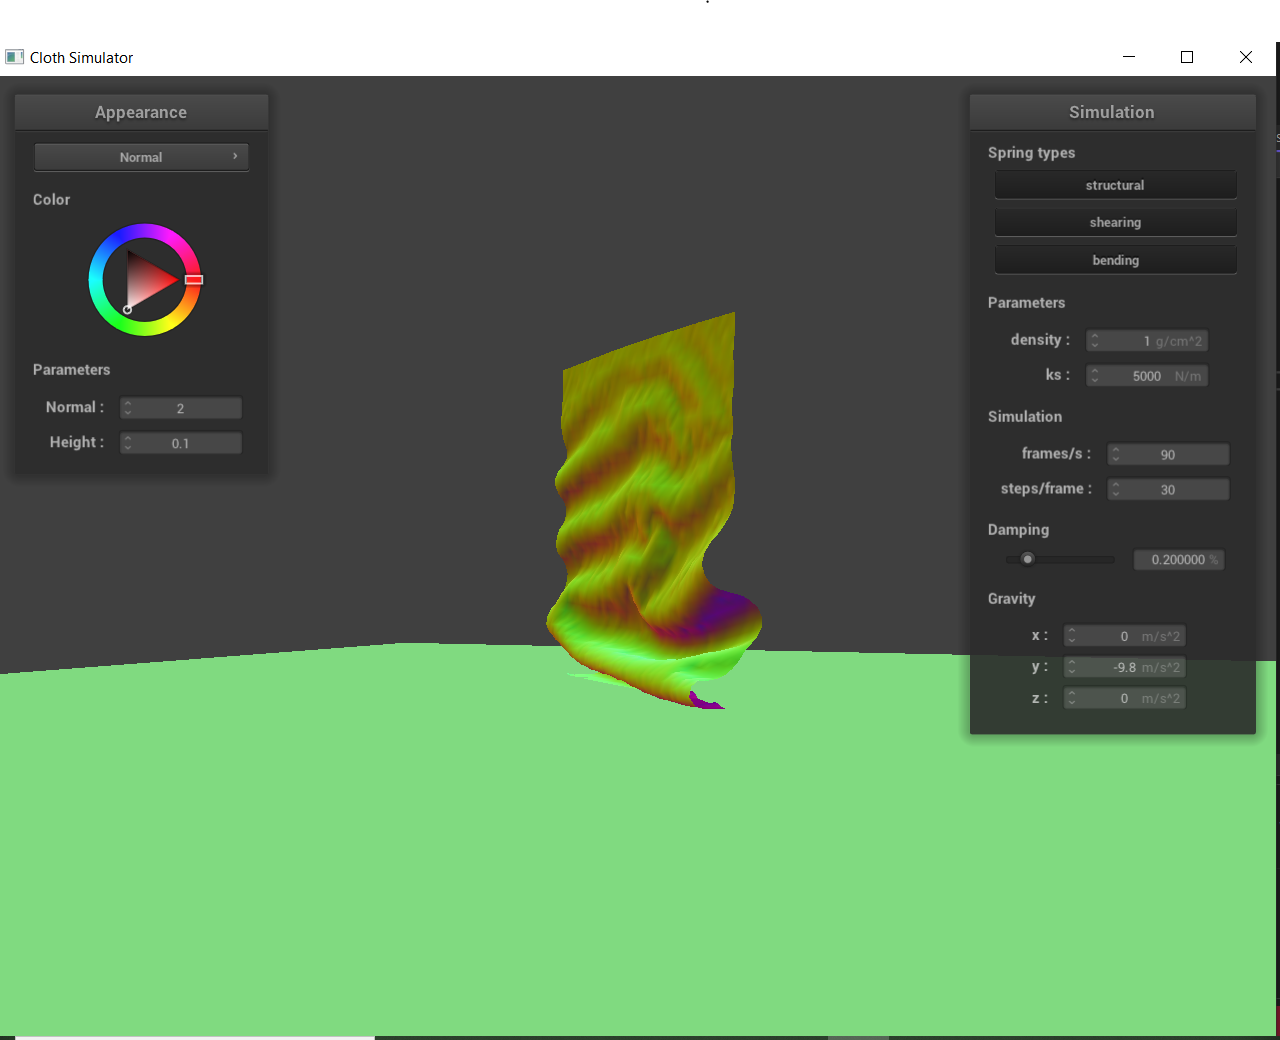 Cloth Simulator
Appearance
Normal
Color
Parameters
Normal : 2
Height : 0.1
Simulation
Spring types
structural
shearing
bending
Parameters
density : 1 g/cm^2
ks : 5000 N/m
Simulation
frames/s : 90
steps/frame : 30
Damping
0.200000 %
Gravity
x : 0 m/s^2
y : -9.8 m/s^2
z : 0 m/s^2